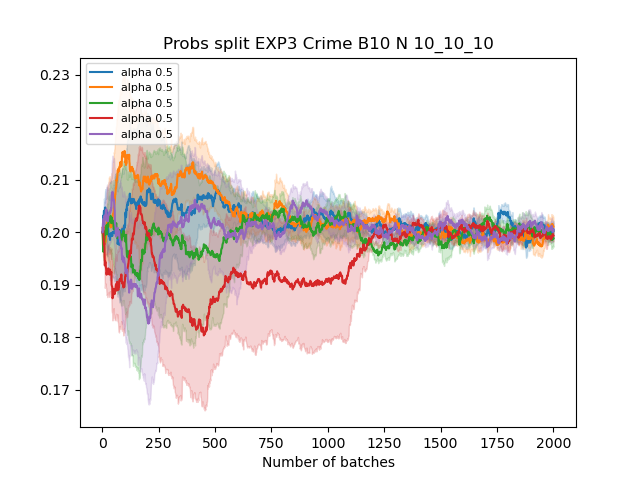 Probs split EXP3 Crime B10 N 10_10_10
alpha 0.5
alpha 0.5
alpha 0.5
alpha 0.5
alpha 0.5
0.23
0.22
0.21
0.20
0.19
0.18
0.17
0 250 500 750 1000 1250 1500 1750 2000
Number of batches